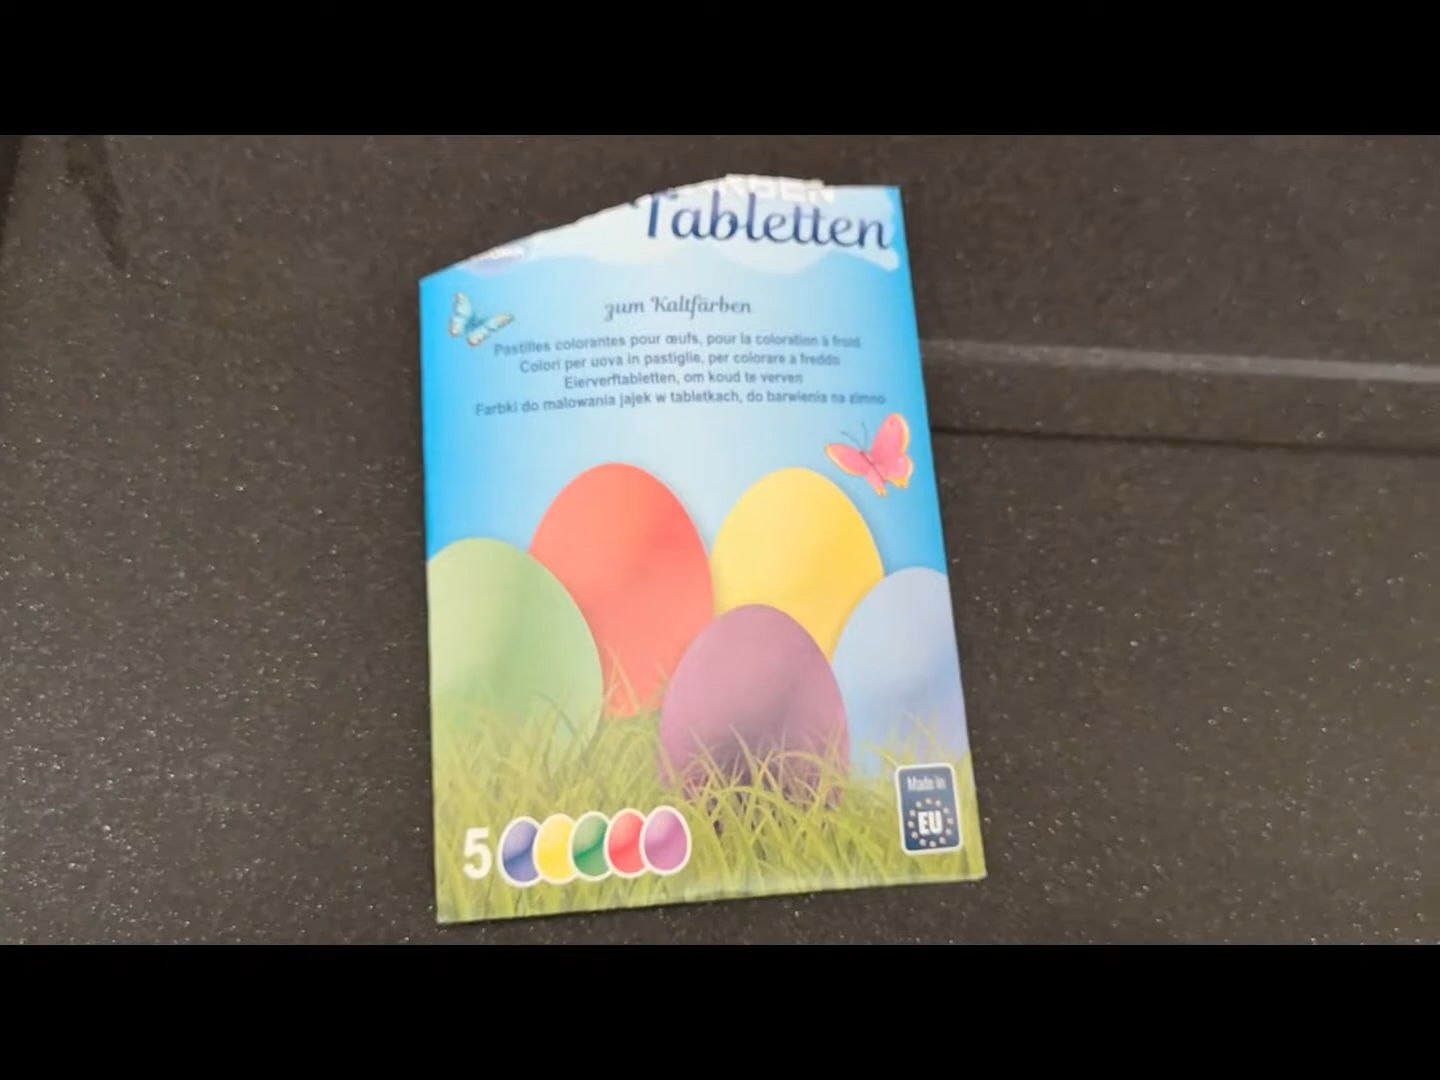 Tabletten
zum Kaltfärben
Pastilles colorantes pour œufs, pour la coloration à froid
Colori per uova in pastiglie, per colorare a freddo
Eierverftabletten, om koud te verven
Farbki do malowania jajek w tabletkach, do barwienia na zimno
5
Made in
EU